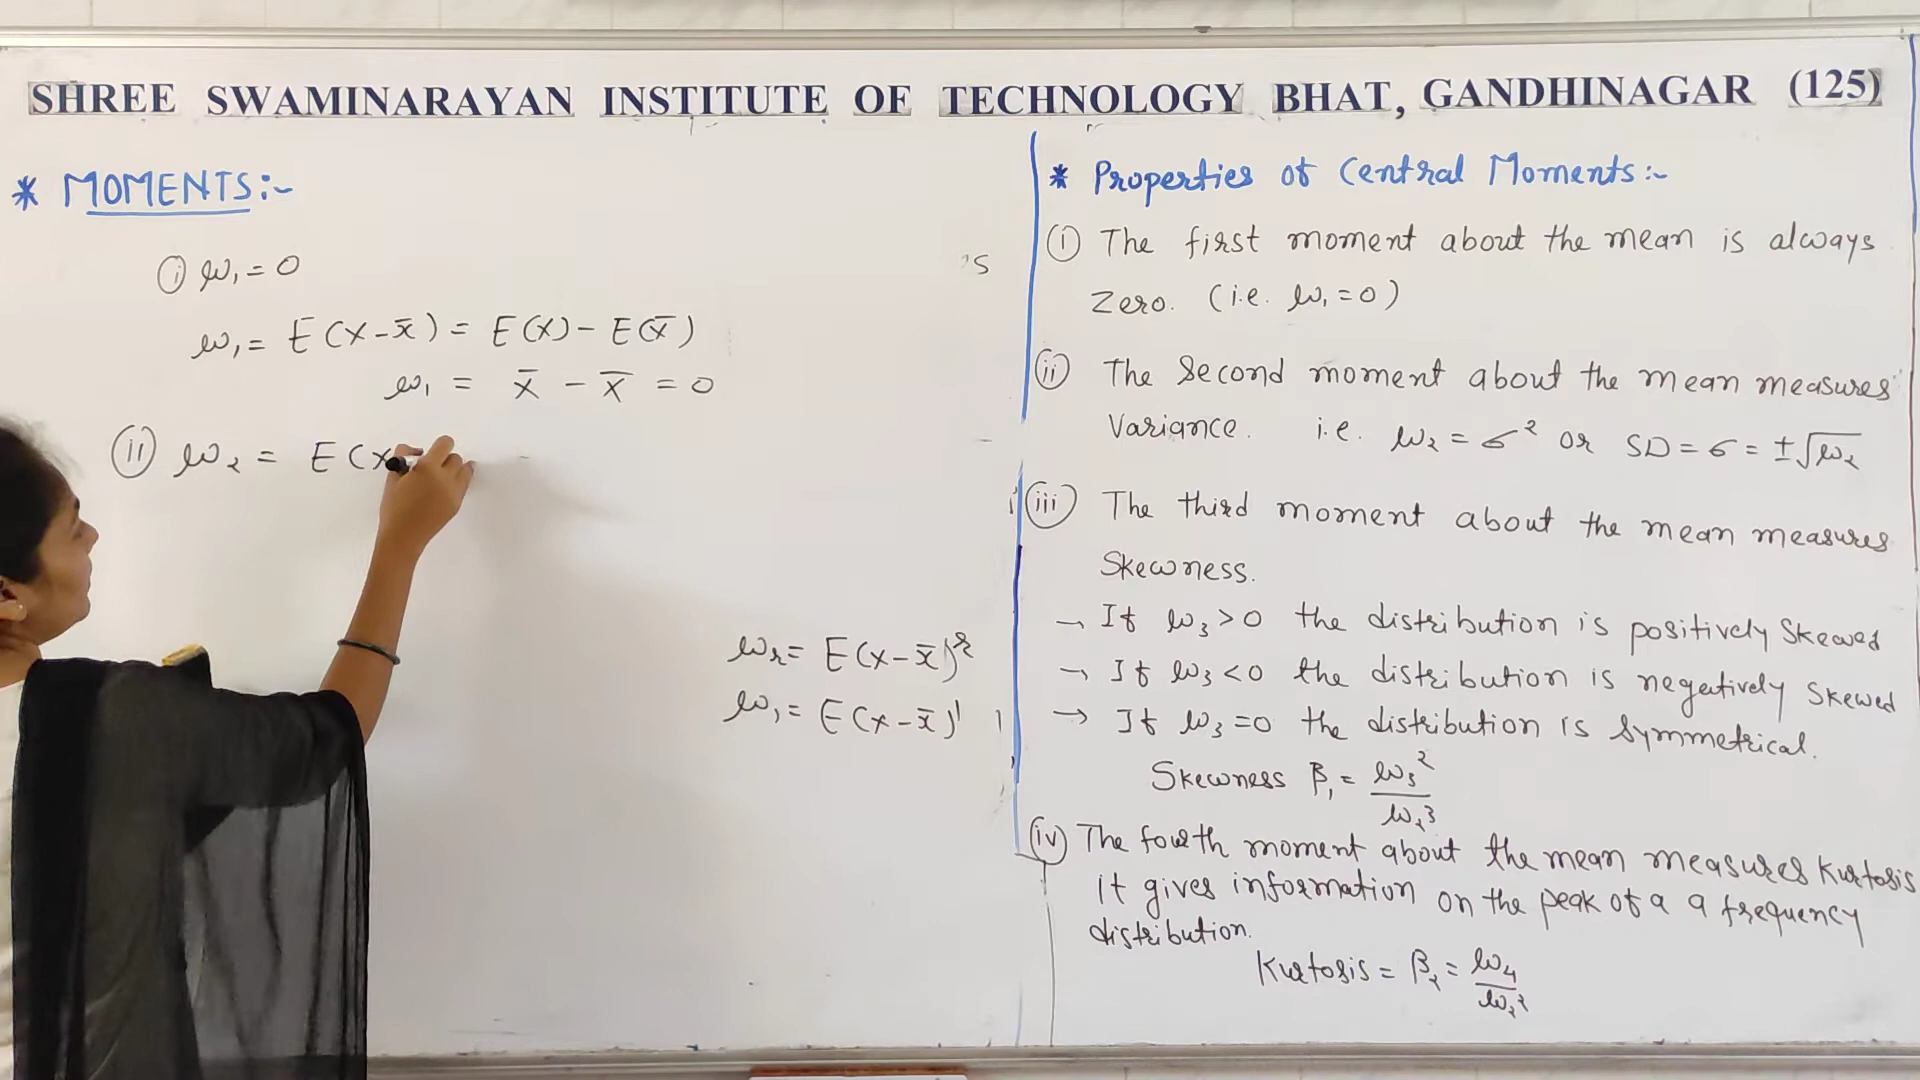 SHREE SWAMINARAYAN INSTITUTE OF TECHNOLOGY BHAT, GANDHINAGAR (125)
* MOMENTS:-
(i) μ₁ = 0
μ₁ = E(x-x̄) = E(x) - E(x̄)
μ₁ = x̄ - x̄ = 0
(ii) μ₂ = E(x
μᵣ = E(x-x̄)ʳ
μ₁ = E(x-x̄)¹
* Properties of Central Moments:-
(i) The first moment about the mean is always
Zero. (i.e. μ₁ = 0)
(ii) The Second moment about the mean measures
Variance. i.e. μ₂ = σ² or SD = σ = ±√μ₂
(iii) The third moment about the mean measures
Skewness.
→ If μ₃ > 0 the distribution is positively Skewed
→ If μ₃ < 0 the distribution is negatively Skewed
→ If μ₃ = 0 the distribution is Symmetrical.
Skewness β₁ = μ₃² / μ₂³
(iv) The fourth moment about the mean measures Kurtosis
it gives information on the peak of a a frequency
distribution.
Kurtosis = β₂ = μ₄ / μ₂²